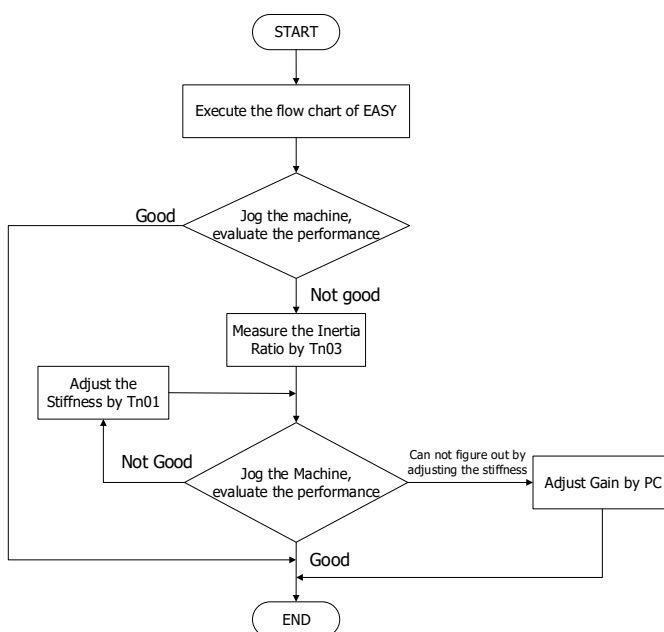 START
Execute the flow chart of EASY
Good
Jog the machine,
evaluate the performance
Not good
Measure the Inertia
Ratio by Tn03
Adjust the
Stiffness by Tn01
Not Good
Jog the Machine,
evaluate the performance
Can not figure out by
adjusting the stiffness
Adjust Gain by PC
Good
END